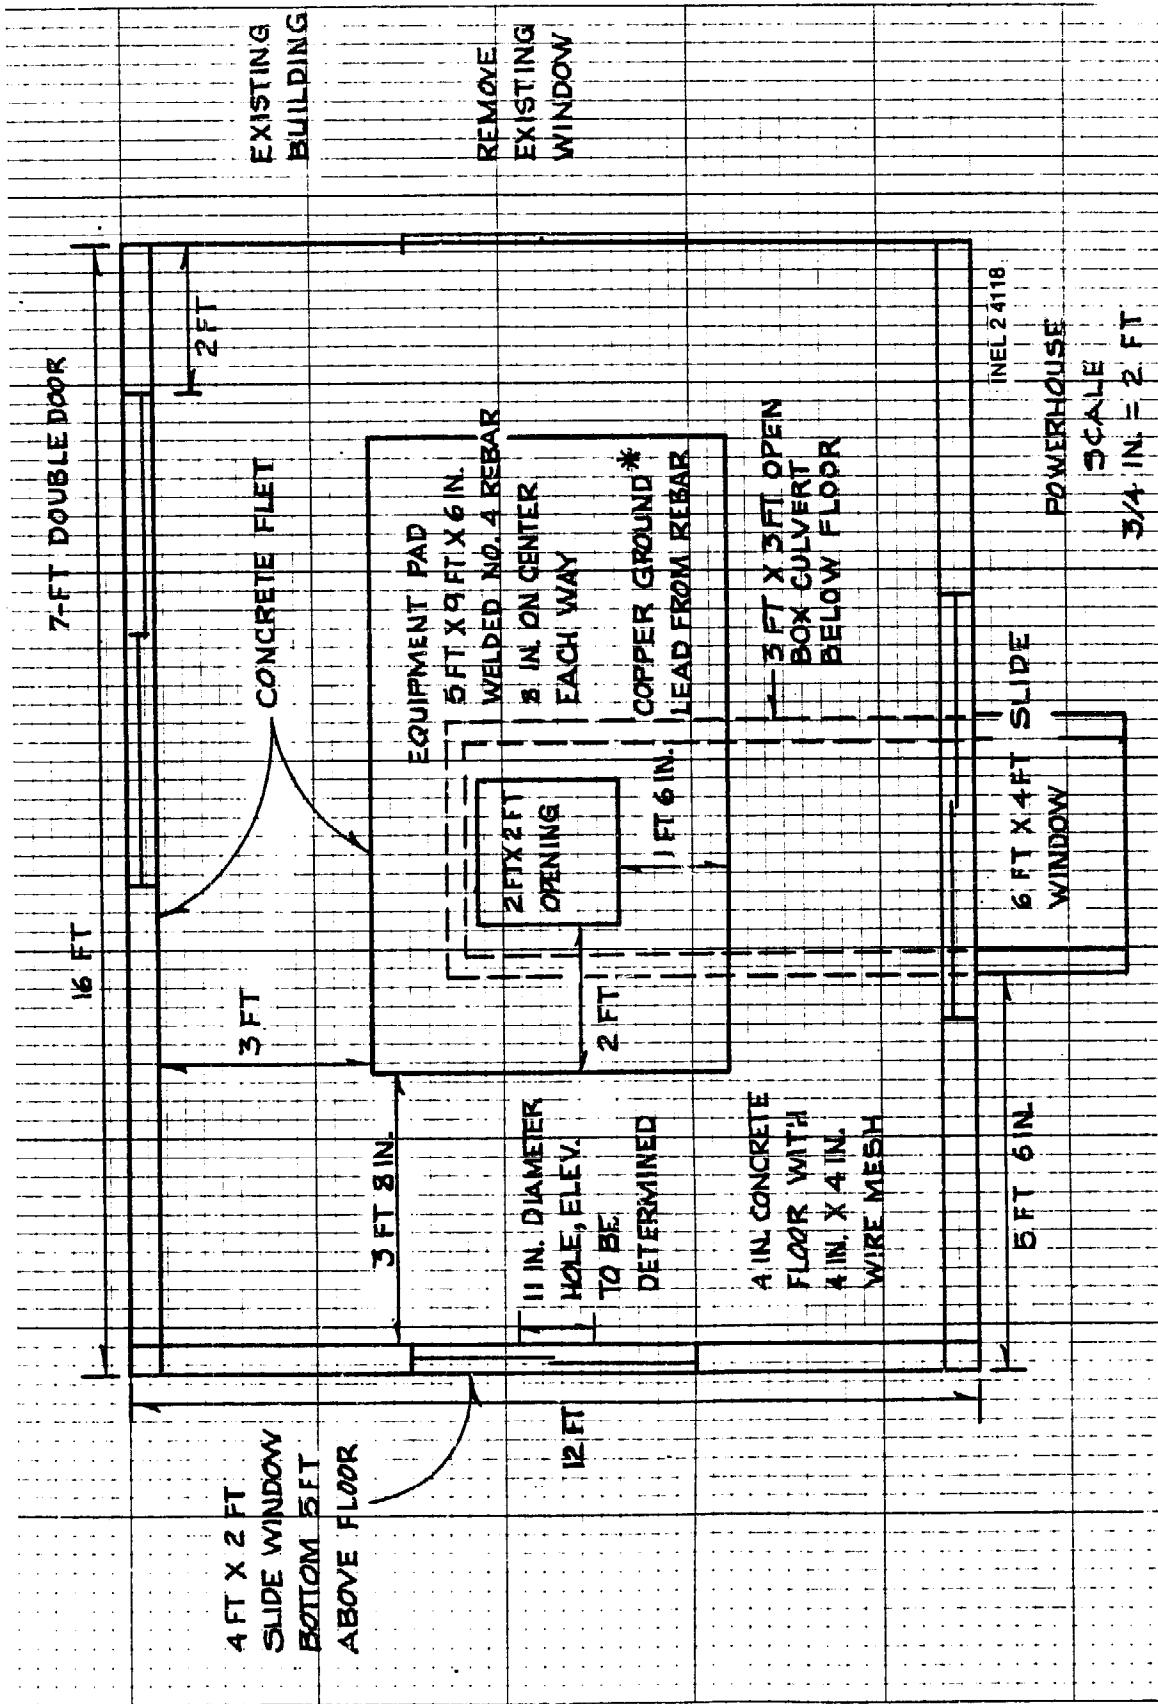 7-FT DOUBLE DOOR
16 FT
2 FT
EXISTING
BUILDING
CONCRETE FLET
3 FT
4 FT X 2 FT
SLIDE WINDOW
BOTTOM 5 FT
ABOVE FLOOR
3 FT 8 IN.
EQUIPMENT PAD
5 FT X 9 FT X 6 IN.
WELDED NO. 4 REBAR
8 IN. ON CENTER
EACH WAY
REMOVE
EXISTING
WINDOW
2 FT X 2 FT
OPENING
COPPER GROUND *
LEAD FROM REBAR
1 FT 6 IN.
2 FT
11 IN. DIAMETER
HOLE, ELEV.
TO BE
DETERMINED
12 FT
3 FT X 3 FT OPEN
BOX CULVERT
BELOW FLOOR
4 IN. CONCRETE
FLOOR WITH
4 IN. X 4 IN.
WIRE MESH
5 FT 6 IN.
6 FT X 4 FT SLIDE
WINDOW
INEL 2 4118
POWERHOUSE
SCALE
3/4 IN. = 2 FT